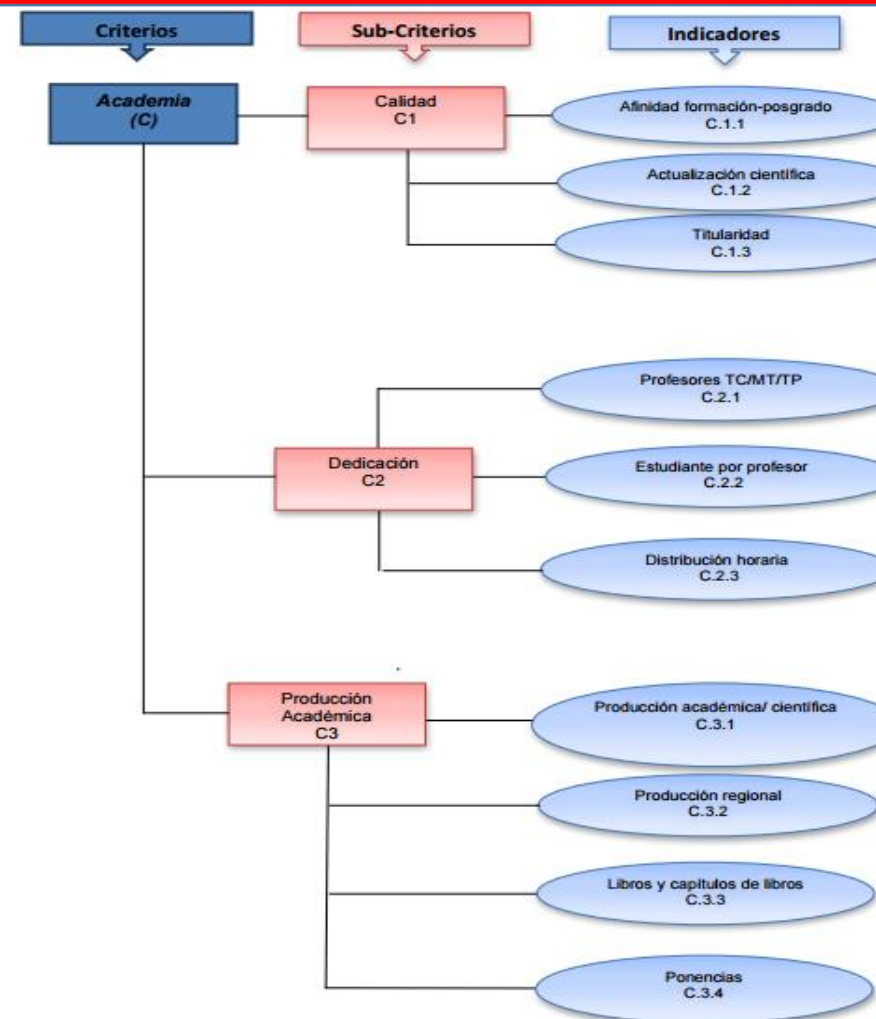 Criterios
Sub-Criterios
Indicadores
Academia
(C)
Calidad
C1
Afinidad formación-posgrado
C.1.1
Actualización científica
C.1.2
Titularidad
C.1.3
Profesores TC/MT/TP
C.2.1
Dedicación
C2
Estudiante por profesor
C.2.2
Distribución horaria
C.2.3
Producción
Académica
C3
Producción académica/ científica
C.3.1
Producción regional
C.3.2
Libros y capítulos de libros
C.3.3
Ponencias
C.3.4